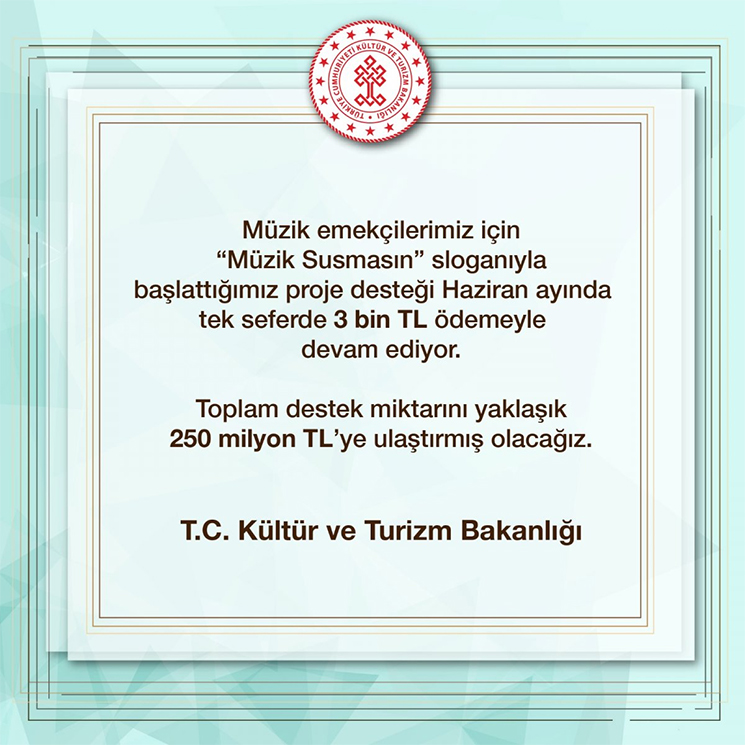 TÜRKİYE CUMHURİYETİ KÜLTÜR VE TURİZM BAKANLIĞI
Müzik emekçilerimiz için
“Müzik Susmasın” sloganıyla
başlattığımız proje desteği Haziran ayında
tek seferde 3 bin TL ödemeyle
devam ediyor.
Toplam destek miktarını yaklaşık
250 milyon TL’ye ulaştırmış olacağız.
T.C. Kültür ve Turizm Bakanlığı